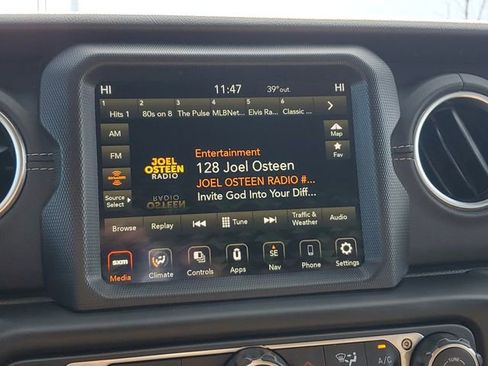 HI 11:47 39°out. HI
1 2 3 4 5 6
Hits 1 80s on 8 The Pulse MLBNet... Elvis Ra... Classic ...
AM
FM
SIRIUSXM
Source
Select
Map
Fav
JOEL
OSTEEN
RADIO
Entertainment
128 Joel Osteen
JOEL OSTEEN RADIO #...
Invite God Into Your Diff...
Browse Replay Tune Traffic &
Weather Audio
sxm SE
Media Climate Controls Apps Nav Phone Settings
A/C
TUNE